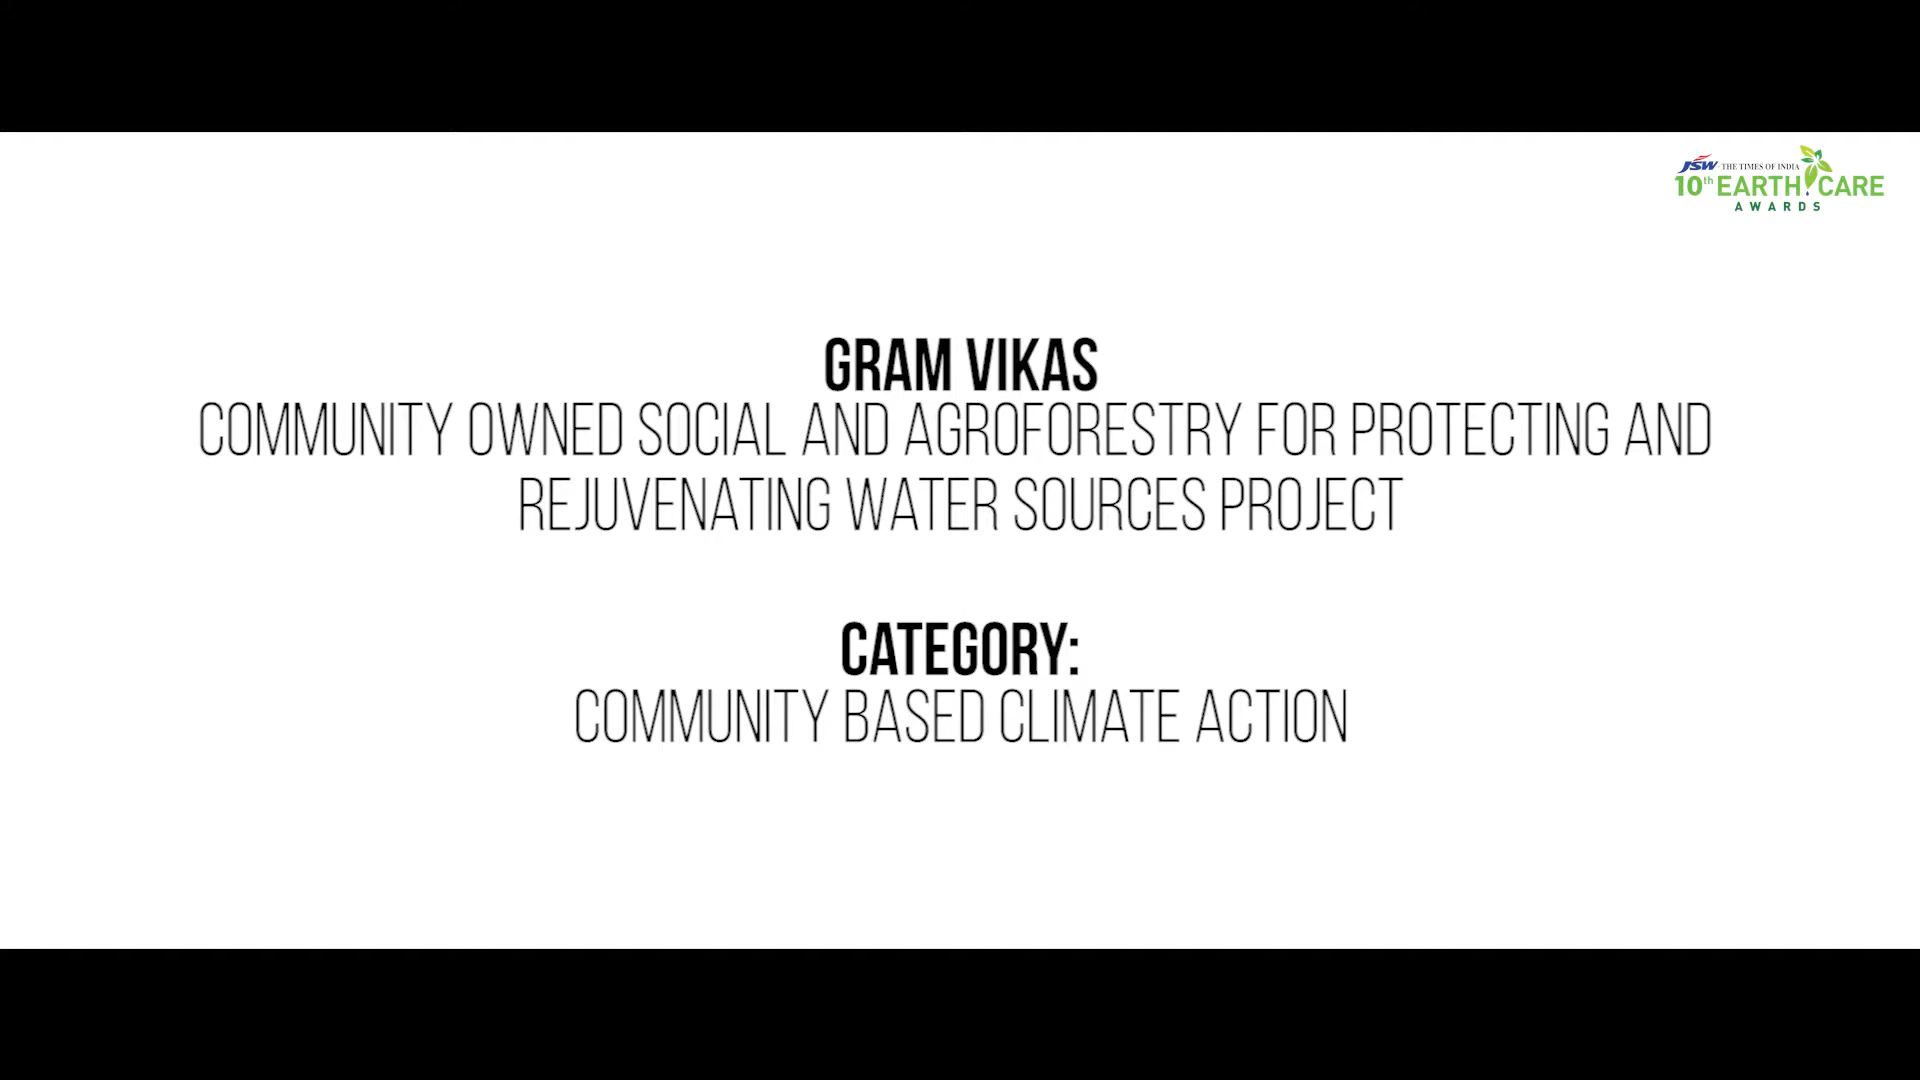 JSW THE TIMES OF INDIA
10th EARTH CARE
AWARDS
GRAM VIKAS
COMMUNITY OWNED SOCIAL AND AGROFORESTRY FOR PROTECTING AND
REJUVENATING WATER SOURCES PROJECT
CATEGORY:
COMMUNITY BASED CLIMATE ACTION